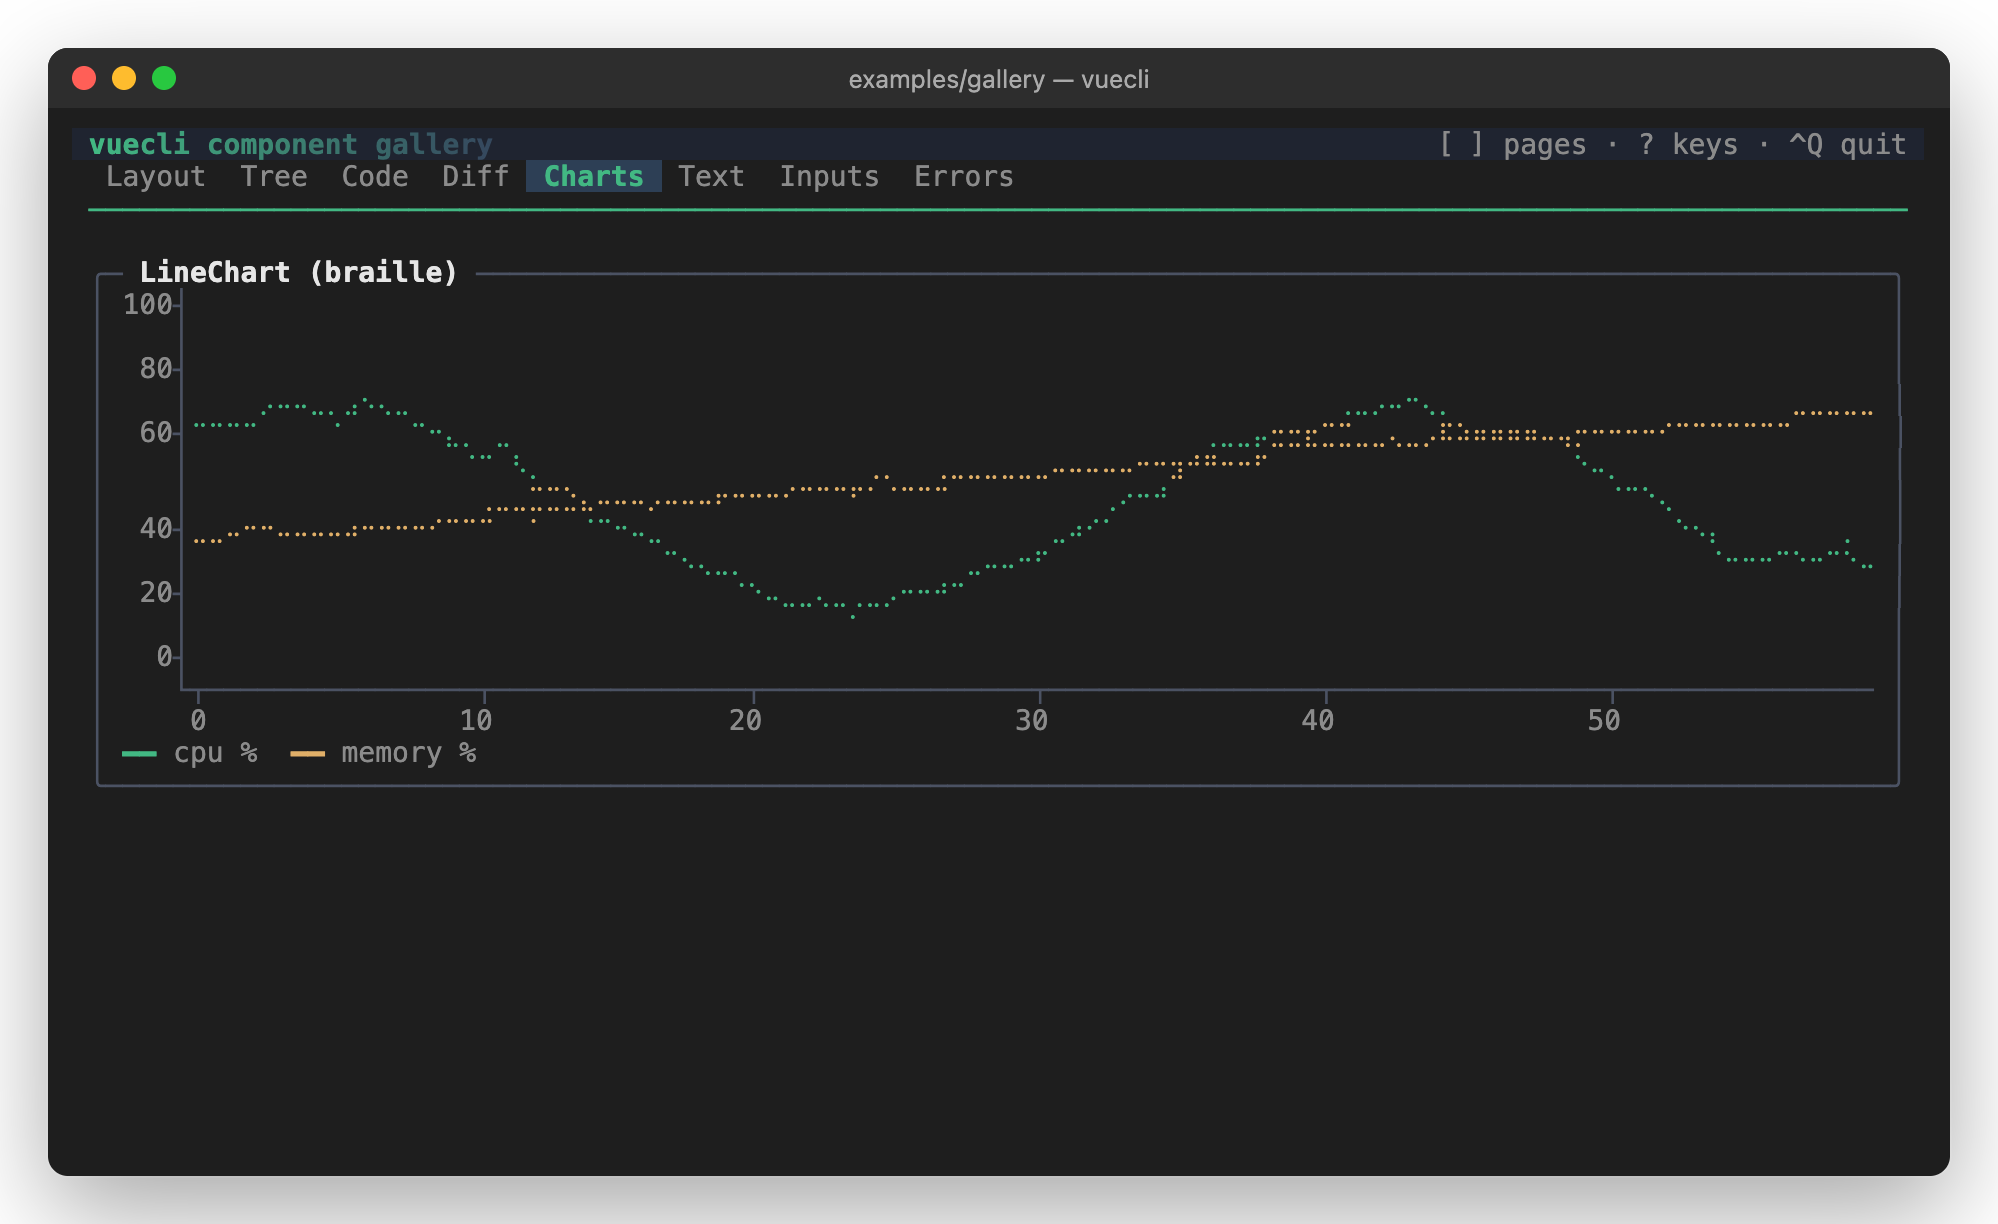 examples/gallery — vuecli
vuecli component gallery [ ] pages · ? keys · ^Q quit
Layout Tree Code Diff Charts Text Inputs Errors
LineChart (braille)
100
80
60
40
20
0
0 10 20 30 40 50
cpu % memory %